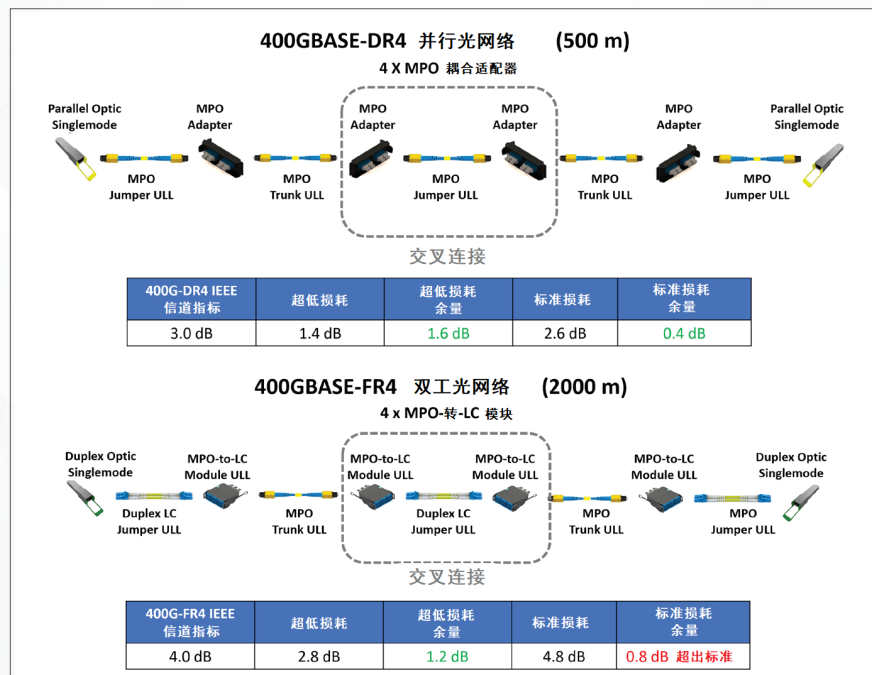 400GBASE-DR4 并行光网络 (500 m)
4 X MPO 耦合适配器
Parallel Optic
Singlemode
MPO
Adapter
MPO
Adapter
MPO
Adapter
MPO
Adapter
Parallel Optic
Singlemode
MPO
Jumper ULL
MPO
Trunk ULL
MPO
Jumper ULL
MPO
Trunk ULL
MPO
Jumper ULL
交叉连接
400G-DR4 IEEE
信道指标
超低损耗
超低损耗
余量
标准损耗
标准损耗
余量
3.0 dB
1.4 dB
1.6 dB
2.6 dB
0.4 dB
400GBASE-FR4 双工光网络 (2000 m)
4 x MPO-转-LC 模块
Duplex Optic
Singlemode
MPO-to-LC
Module ULL
MPO-to-LC
Module ULL
MPO-to-LC
Module ULL
MPO-to-LC
Module ULL
Duplex Optic
Singlemode
Duplex LC
Jumper ULL
MPO
Trunk ULL
Duplex LC
Jumper ULL
MPO
Trunk ULL
MPO
Jumper ULL
交叉连接
400G-FR4 IEEE
信道指标
超低损耗
超低损耗
余量
标准损耗
标准损耗
余量
4.0 dB
2.8 dB
1.2 dB
4.8 dB
0.8 dB 超出标准